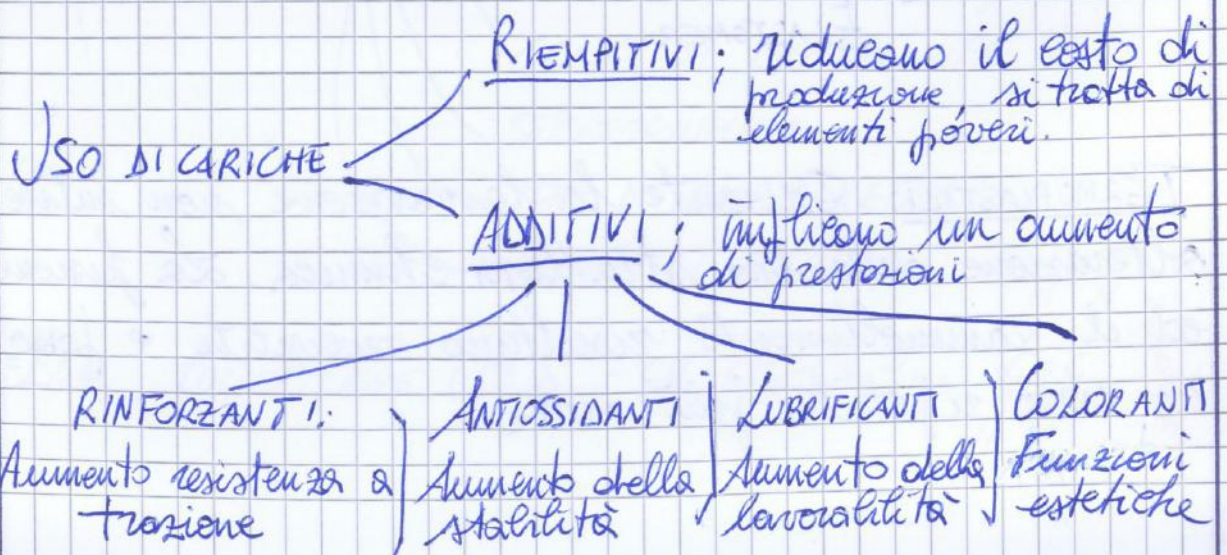 RIEMPITIVI; riducono il costo di
produzione, si tratta di
elementi poveri.
USO DI CARICHE
ADDITIVI; implicano un aumento
di prestazioni
RINFORZANTI:
Aumento resistenza a
trazione
ANTIOSSIDANTI
Aumento della
stabilità
LUBRIFICANTI
Aumento della
lavorabilità
COLORANTI
Funzioni
estetiche